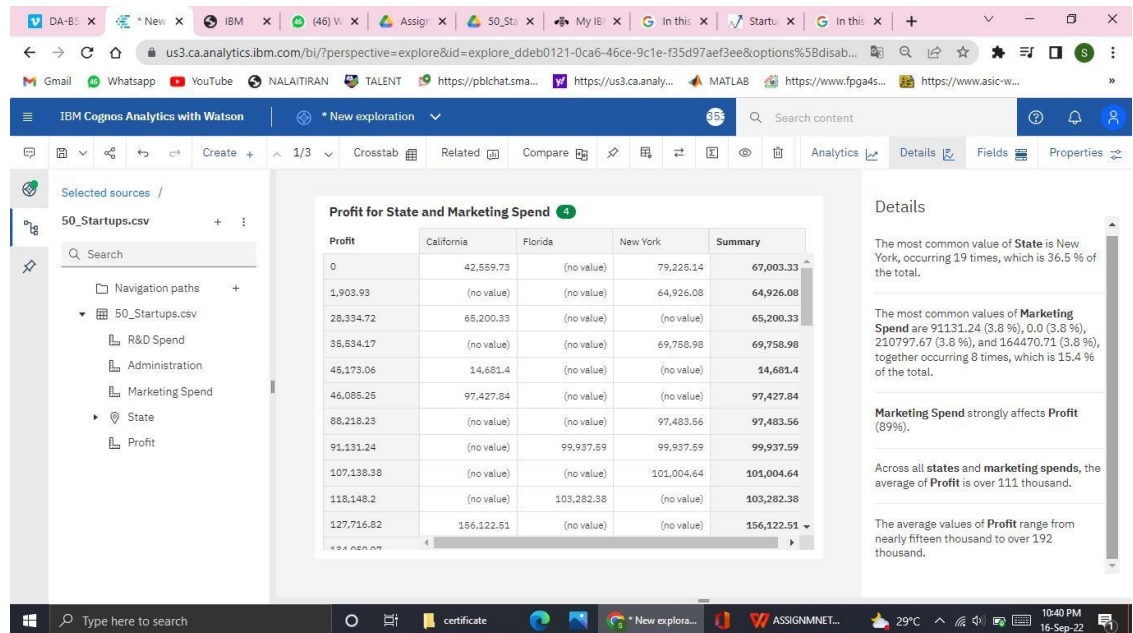 DA-BS
* New
IBM
(46) W
Assign
50_Sta
My IBM
In this
Startu
In this
us3.ca.analytics.ibm.com/bi/?perspective=explore&id=explore_ddeb0121-0ca6-46ce-9c1e-f35d97aef3ee&options%5Bdisab...
Gmail
Whatsapp
YouTube
NALAITIRAN
TALENT
https://pblchat.sma...
https://us3.ca.analy...
MATLAB
https://www.fpga4s...
https://www.asic-w...
»
IBM Cognos Analytics with Watson
* New exploration
Search content
Create +
1/3
Crosstab
Related
Compare
Analytics
Details
Fields
Properties
Selected sources /
50_Startups.csv
Search
Navigation paths +
50_Startups.csv
R&D Spend
Administration
Marketing Spend
State
Profit
Profit for State and Marketing Spend 4
Profit California Florida New York Summary
0 42,559.73 (no value) 79,225.14 67,003.33
1,903.93 (no value) (no value) 64,926.08 64,926.08
28,334.72 65,200.33 (no value) (no value) 65,200.33
35,534.17 (no value) (no value) 69,758.98 69,758.98
45,173.06 14,681.4 (no value) (no value) 14,681.4
46,085.25 97,427.84 (no value) (no value) 97,427.84
88,218.23 (no value) (no value) 97,483.56 97,483.56
91,131.24 (no value) 99,937.59 99,937.59 99,937.59
107,138.38 (no value) (no value) 101,004.64 101,004.64
118,148.2 (no value) 103,282.38 (no value) 103,282.38
127,716.82 156,122.51 (no value) (no value) 156,122.51
Details
The most common value of State is New
York, occurring 19 times, which is 36.5 % of
the total.
The most common values of Marketing
Spend are 91131.24 (3.8 %), 0.0 (3.8 %),
210797.67 (3.8 %), and 164470.71 (3.8 %),
together occurring 8 times, which is 15.4 %
of the total.
Marketing Spend strongly affects Profit
(89%).
Across all states and marketing spends, the
average of Profit is over 111 thousand.
The average values of Profit range from
nearly fifteen thousand to over 192
thousand.
Type here to search
certificate
* New explora...
ASSIGNMNET...
29°C
10:40 PM
16-Sep-22